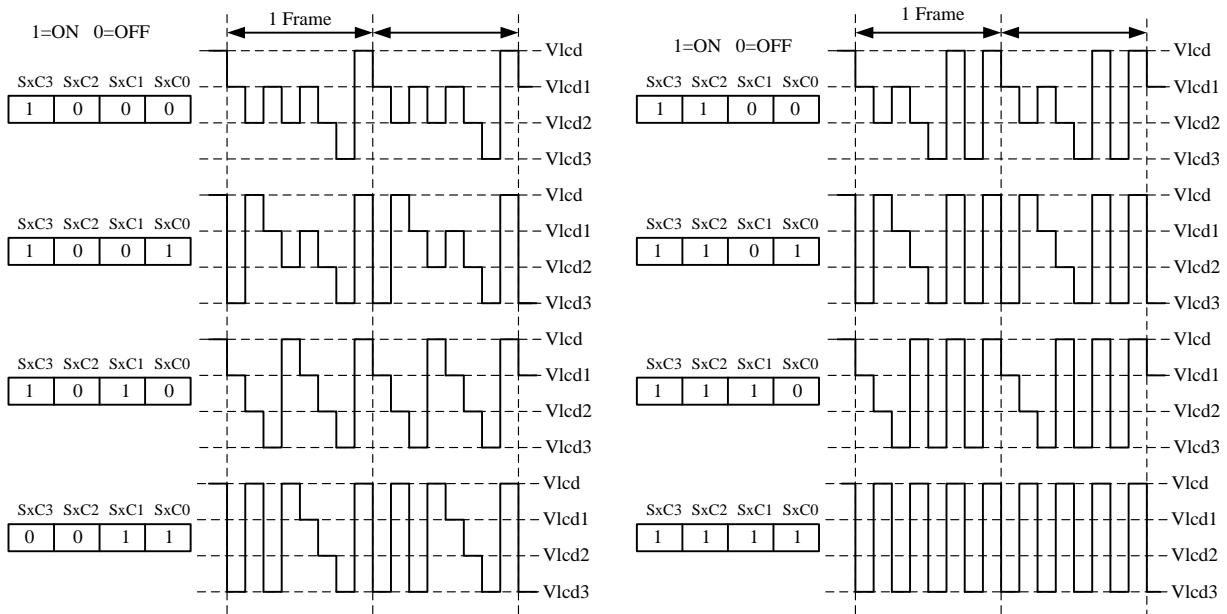 1 Frame
1=ON 0=OFF
Vlcd
SxC3 SxC2 SxC1 SxC0
Vlcd1
1 0 0 0
Vlcd2
Vlcd3
Vlcd
SxC3 SxC2 SxC1 SxC0
Vlcd1
1 0 0 1
Vlcd2
Vlcd3
Vlcd
SxC3 SxC2 SxC1 SxC0
Vlcd1
1 0 1 0
Vlcd2
Vlcd3
Vlcd
SxC3 SxC2 SxC1 SxC0
Vlcd1
0 0 1 1
Vlcd2
Vlcd3
1 Frame
1=ON 0=OFF
Vlcd
SxC3 SxC2 SxC1 SxC0
Vlcd1
1 1 0 0
Vlcd2
Vlcd3
Vlcd
SxC3 SxC2 SxC1 SxC0
Vlcd1
1 1 0 1
Vlcd2
Vlcd3
Vlcd
SxC3 SxC2 SxC1 SxC0
Vlcd1
1 1 1 0
Vlcd2
Vlcd3
Vlcd
SxC3 SxC2 SxC1 SxC0
Vlcd1
1 1 1 1
Vlcd2
Vlcd3